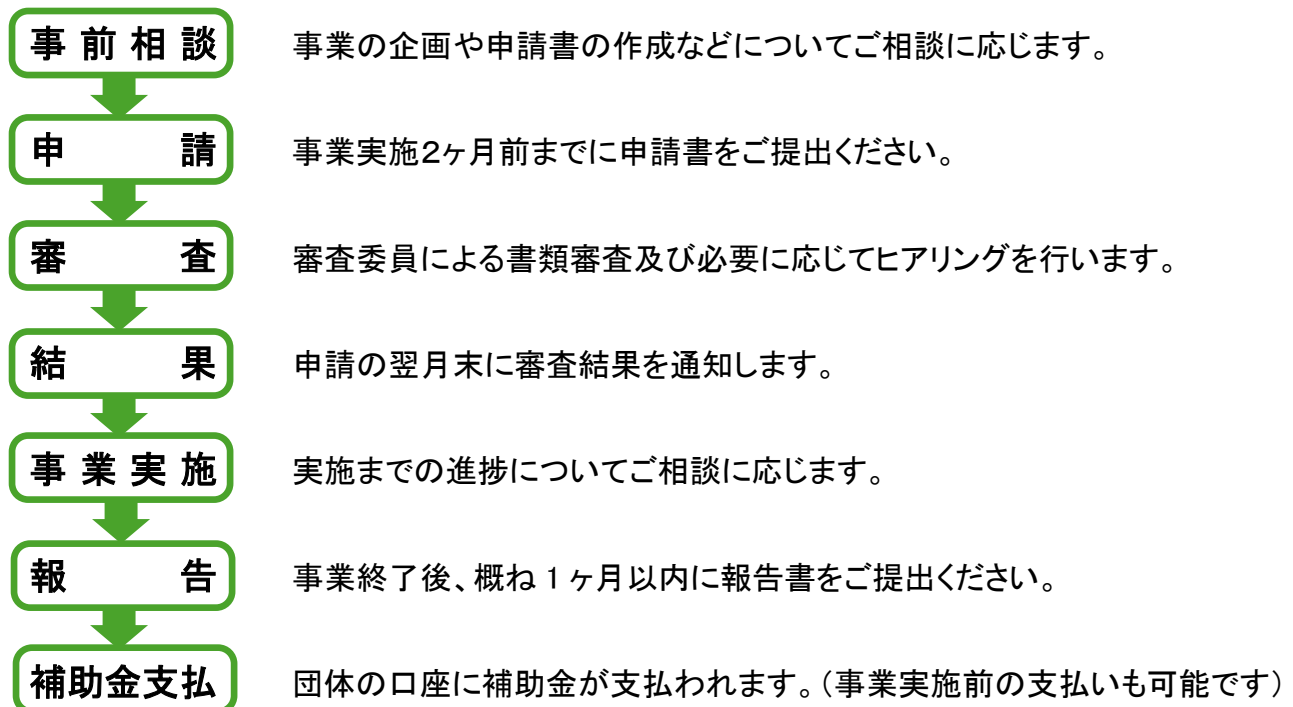 事前相談 事業の企画や申請書の作成などについてご相談に応じます。
申請 事業実施2ヶ月前までに申請書をご提出ください。
審査 審査委員による書類審査及び必要に応じてヒアリングを行います。
結果 申請の翌月末に審査結果を通知します。
事業実施 実施までの進捗についてご相談に応じます。
報告 事業終了後、概ね1ヶ月以内に報告書をご提出ください。
補助金支払 団体の口座に補助金が支払われます。（事業実施前の支払いも可能です）